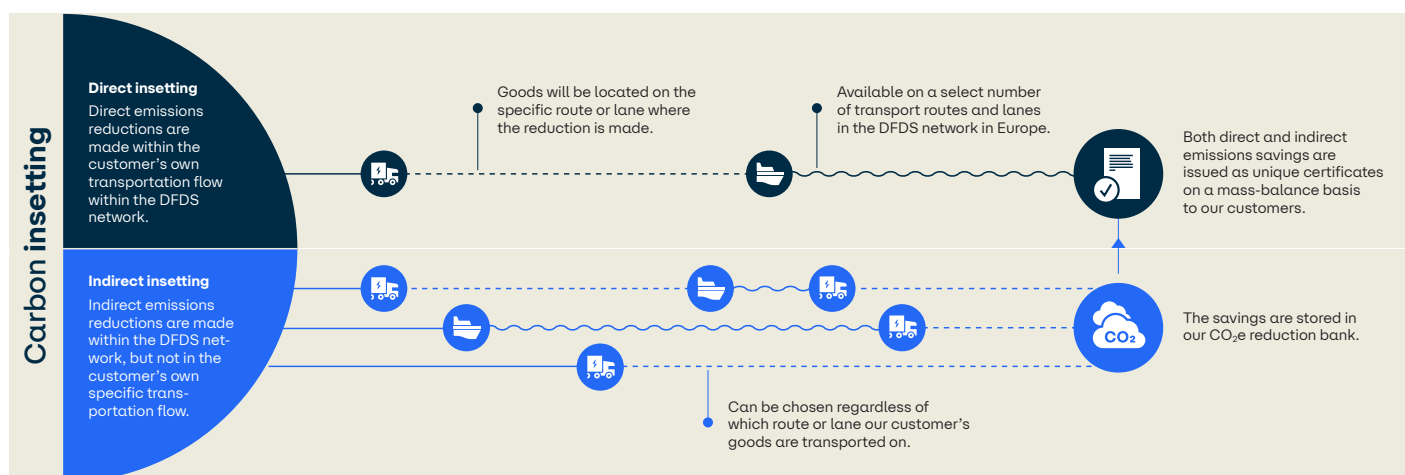 Carbon insetting
Direct insetting
Direct emissions
reductions are
made within the
customer's own
transportation flow
within the DFDS
network.
Goods will be located on the
specific route or lane where
the reduction is made.
Available on a select number
of transport routes and lanes
in the DFDS network in Europe.
Both direct and indirect
emissions savings are
issued as unique certificates
on a mass-balance basis
to our customers.
Indirect insetting
Indirect emissions
reductions are made
within the DFDS net-
work, but not in the
customer's own
specific trans-
portation flow.
CO₂
The savings are stored in
our CO₂e reduction bank.
Can be chosen regardless of
which route or lane our customer's
goods are transported on.